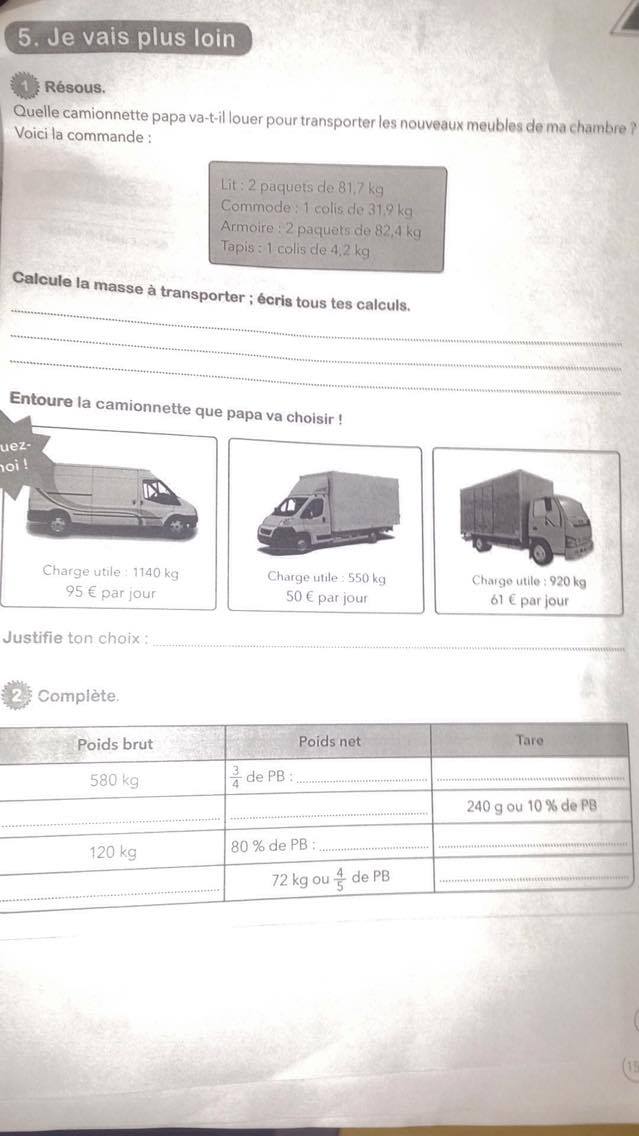 5. Je vais plus loin
1 Résous.
Quelle camionnette papa va-t-il louer pour transporter les nouveaux meubles de ma chambre ?
Voici la commande :
Lit : 2 paquets de 81,7 kg
Commode : 1 colis de 31,9 kg
Armoire : 2 paquets de 82,4 kg
Tapis : 1 colis de 4,2 kg
Calcule la masse à transporter ; écris tous tes calculs.
Entoure la camionnette que papa va choisir !
uez-
oi !
Charge utile : 1140 kg
95 € par jour
Charge utile : 550 kg
50 € par jour
Charge utile : 920 kg
61 € par jour
Justifie ton choix :
2 Complète.
Poids brut Poids net Tare
580 kg 3/4 de PB :
240 g ou 10 % de PB
120 kg 80 % de PB :
72 kg ou 4/5 de PB
15